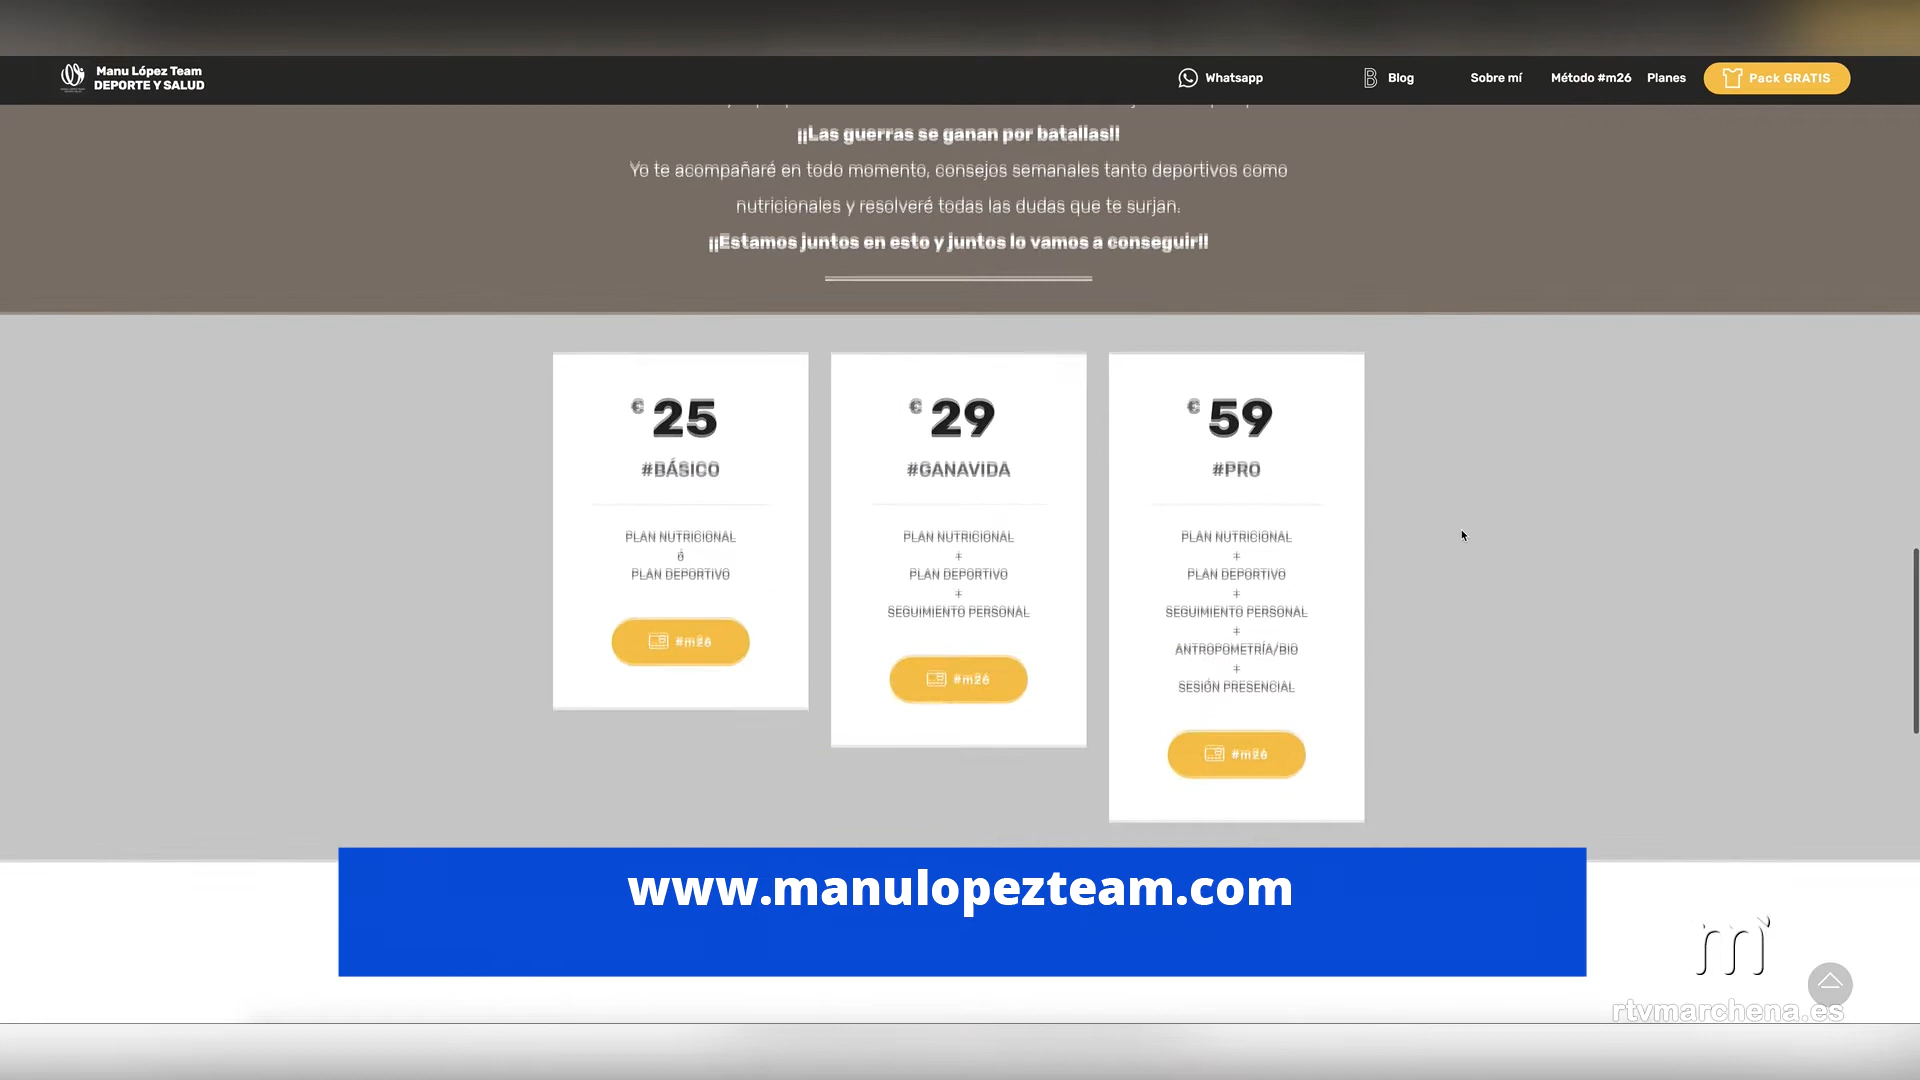 Manu López Team
DEPORTE Y SALUD
Whatsapp
Blog
Sobre mí
Método #m26
Planes
Pack GRATIS
¡¡Las guerras se ganan por batallas!!
Yo te acompañaré en todo momento, consejos semanales tanto deportivos como
nutricionales y resolveré todas las dudas que te surjan.
¡¡Estamos juntos en esto y juntos lo vamos a conseguir!!
€ 25
#BÁSICO
PLAN NUTRICIONAL
ó
PLAN DEPORTIVO
#m26
€ 29
#GANAVIDA
PLAN NUTRICIONAL
+
PLAN DEPORTIVO
+
SEGUIMIENTO PERSONAL
#m26
€ 59
#PRO
PLAN NUTRICIONAL
+
PLAN DEPORTIVO
+
SEGUIMIENTO PERSONAL
+
ANTROPOMETRÍA/BIO
+
SESIÓN PRESENCIAL
#m26
www.manulopezteam.com
m
rtvmarchena.es